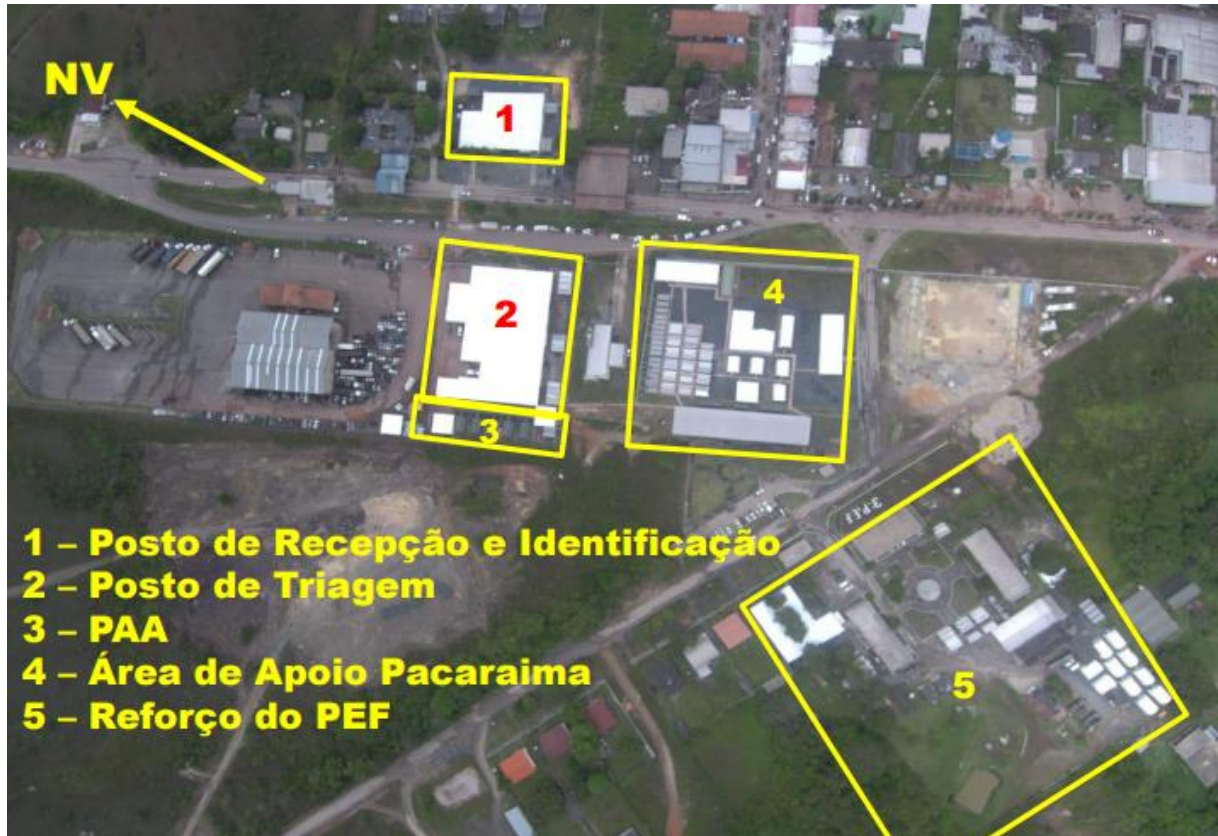 NV
1
2
4
3
3º P.E.F
1 – Posto de Recepção e Identificação
2 – Posto de Triagem
3 – PAA
4 – Área de Apoio Pacaraima
5 – Reforço do PEF
5